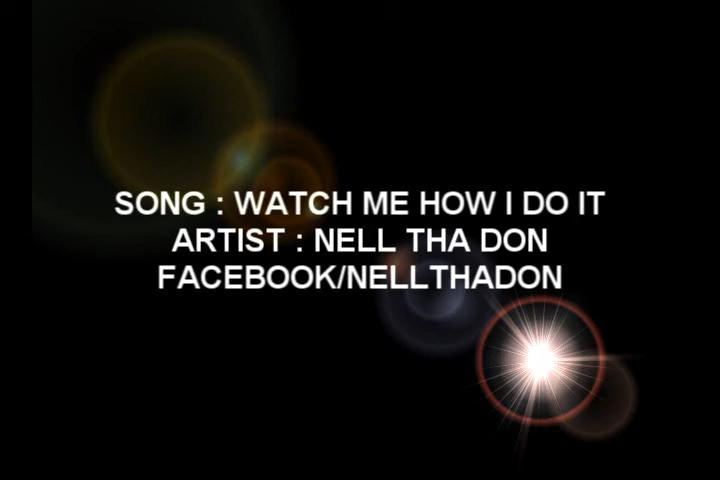 SONG : WATCH ME HOW I DO IT
ARTIST : NELL THA DON
FACEBOOK/NELLTHADON